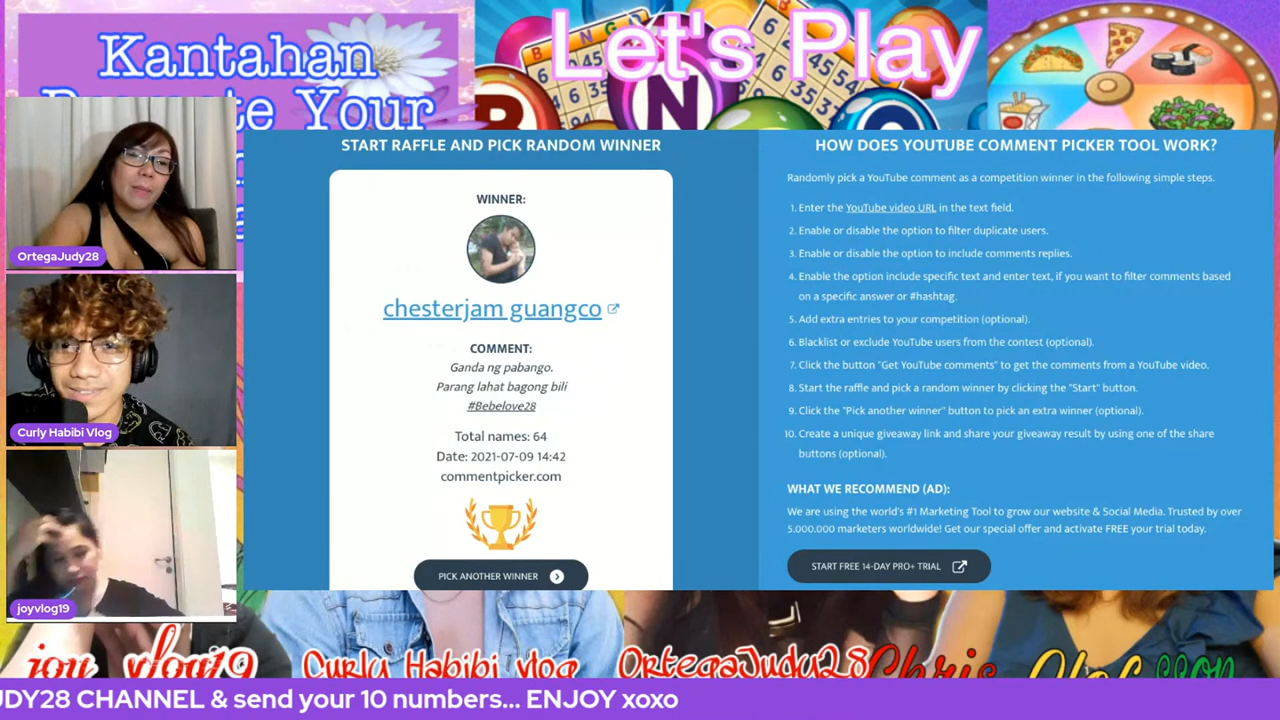 Kantahan
Let's Play
B I N G O
OrtegaJudy28
Curly Habibi Vlog
joyvlog19
START RAFFLE AND PICK RANDOM WINNER
WINNER:
chesterjam guangco
COMMENT:
Ganda ng pabango.
Parang lahat bagong bili
#Bebelove28
Total names: 64
Date: 2021-07-09 14:42
commentpicker.com
PICK ANOTHER WINNER
HOW DOES YOUTUBE COMMENT PICKER TOOL WORK?
Randomly pick a YouTube comment as a competition winner in the following simple steps.
1. Enter the YouTube video URL in the text field.
2. Enable or disable the option to filter duplicate users.
3. Enable or disable the option to include comments replies.
4. Enable the option include specific text and enter text, if you want to filter comments based
on a specific answer or #hashtag.
5. Add extra entries to your competition (optional).
6. Blacklist or exclude YouTube users from the contest (optional).
7. Click the button "Get YouTube comments" to get the comments from a YouTube video.
8. Start the raffle and pick a random winner by clicking the "Start" button.
9. Click the "Pick another winner" button to pick an extra winner (optional).
10. Create a unique giveaway link and share your giveaway result by using one of the share
buttons (optional).
WHAT WE RECOMMEND (AD):
We are using the world's #1 Marketing Tool to grow our website & Social Media. Trusted by over
5.000.000 marketers worldwide! Get our special offer and activate FREE your trial today.
START FREE 14-DAY PRO+ TRIAL
joy vlog19
Curly Habibi Vlog
OrtegaJudy28
Chris
JUDY28 CHANNEL & send your 10 numbers... ENJOY xoxo